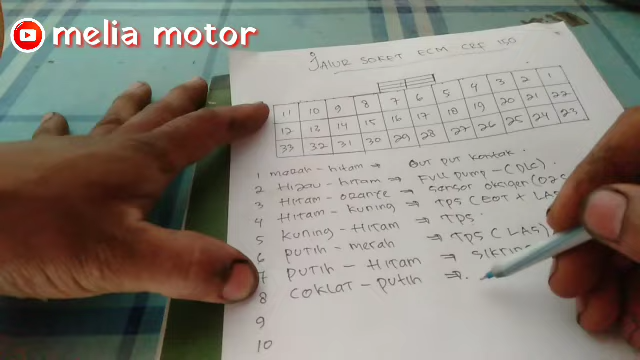 melia motor
JALUR SOKET ECM CRF 150
11 10 9 8 7 6 5 4 3 2 1
12 13 14 15 16 17 18 19 20 21 22
33 32 31 30 29 28 27 26 25 24 23
1 merah - hitam ⇒ Out put kontak.
2 Hijau - hitam ⇒ Full pump - (DLC).
3 Hitam - orange ⇒ sensor oksigen (O2
4 Hitam - kuning ⇒ TPS (EOT + IA
5 kuning - Hitam ⇒ TPS.
6 putih - merah ⇒ TPS (IAS)
7 putih - Hitam ⇒ sikring
8 coklat - putih ⇒.
9
10